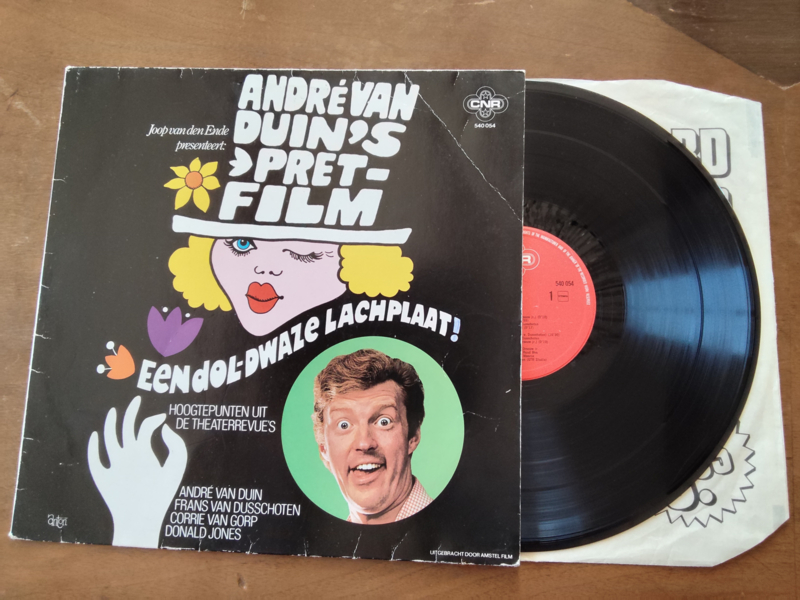 ANDRÉ VAN
DUIN'S
PRET-
FILM
Joop van den Ende
presenteert:
CNR
540 054
EEN dOL-DWAZE LACHPLAAT!
HOOGTEPUNTEN UIT
DE THEATERREVUE'S
ANDRÉ VAN DUIN
FRANS VAN DUSSCHOTEN
CORRIE VAN GORP
DONALD JONES
UITGEBRACHT DOOR AMSTEL FILM
540 054
1